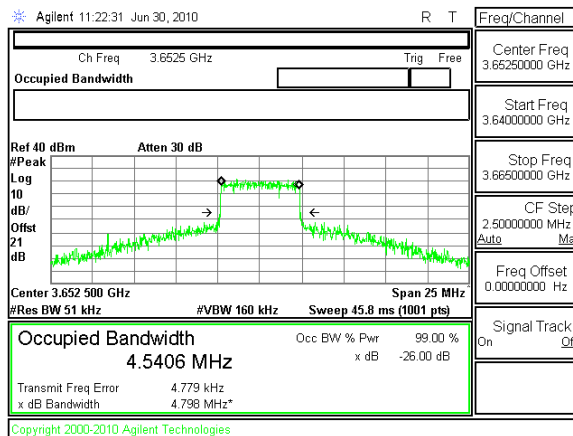 Agilent 11:22:31 Jun 30, 2010 R T
Freq/Channel
Ch Freq 3.6525 GHz Trig Free
Occupied Bandwidth
Center Freq
3.65250000 GHz
Start Freq
3.64000000 GHz
Stop Freq
3.66500000 GHz
CF Step
2.50000000 MHz
Auto Ma
Freq Offset
0.00000000 Hz
Signal Track
On Of
Ref 40 dBm Atten 30 dB
#Peak
Log
10
dB/
Offst
21
dB
Center 3.652 500 GHz Span 25 MHz
#Res BW 51 kHz #VBW 160 kHz Sweep 45.8 ms (1001 pts)
Occupied Bandwidth Occ BW % Pwr 99.00 %
4.5406 MHz x dB -26.00 dB
Transmit Freq Error 4.779 kHz
x dB Bandwidth 4.798 MHz*
Copyright 2000-2010 Agilent Technologies